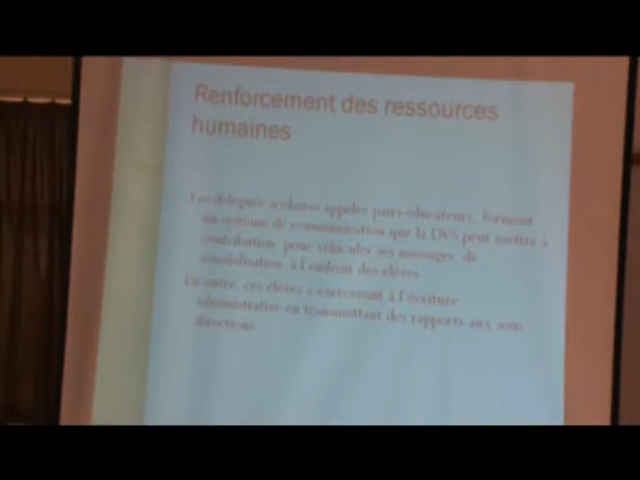 Renforcement des ressources
humaines
Les délégués scolaires appelés pairs éducateurs forment
un système de communication que la DVS peut mettre à
contribution pour véhiculer ses messages de
sensibilisation à l'endroit des élèves
En outre, ces élèves s'exerceront à l'écriture
administrative en transmettant des rapports aux sous
directions